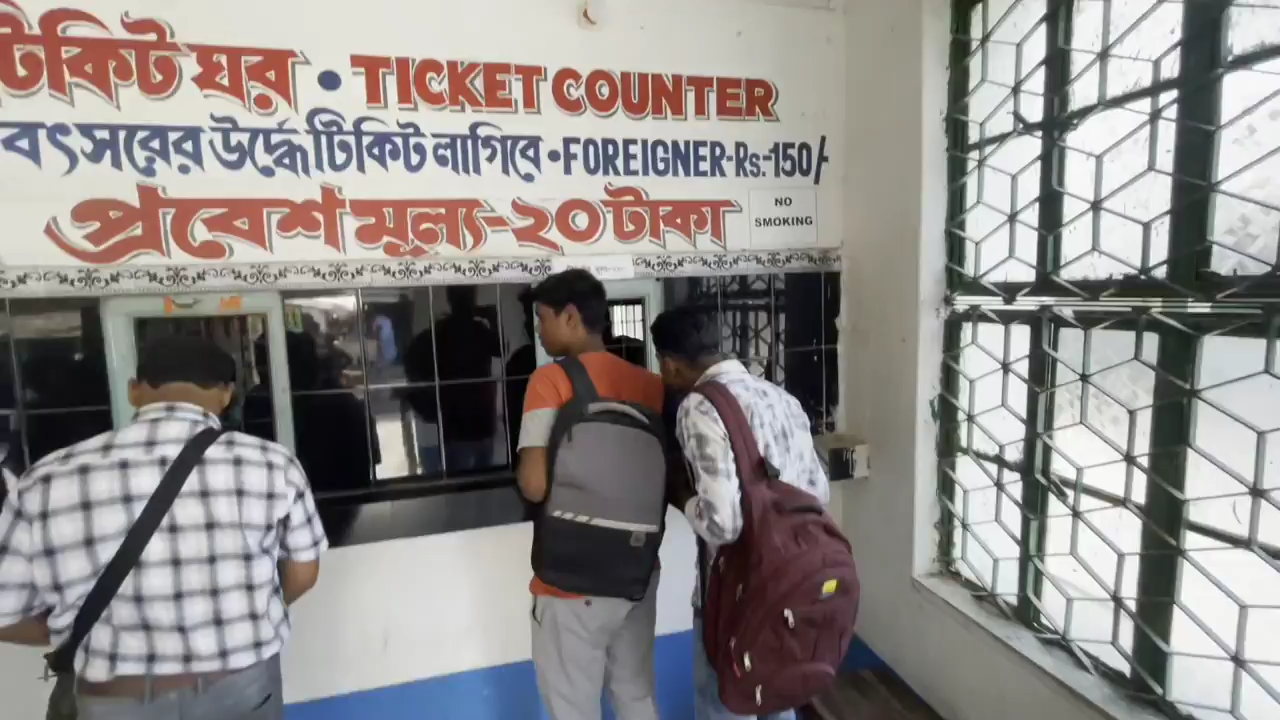 টিকিট ঘর • TICKET COUNTER
বৎসরের উর্দ্ধে টিকিট লাগিবে • FOREIGNER-Rs.-150/-
প্রবেশ মূল্য-২০ টাকা
NO
SMOKING